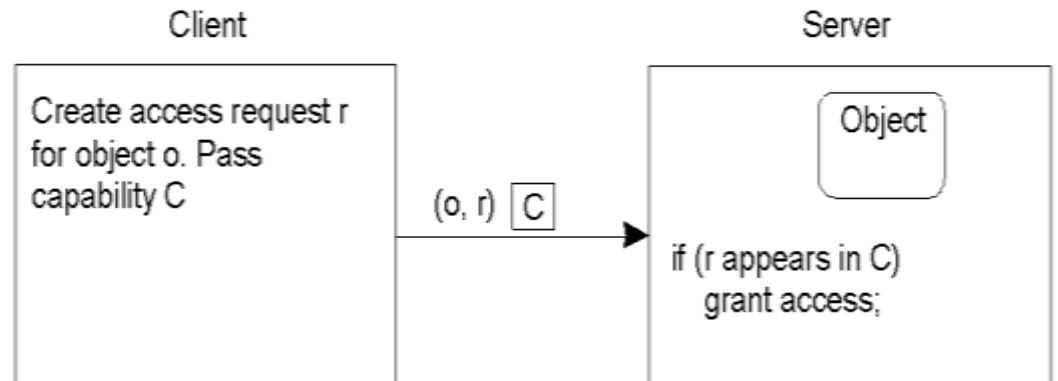 Client
Server
Create access request r
for object o. Pass
capability C
(o, r) C
Object
if (r appears in C)
grant access;